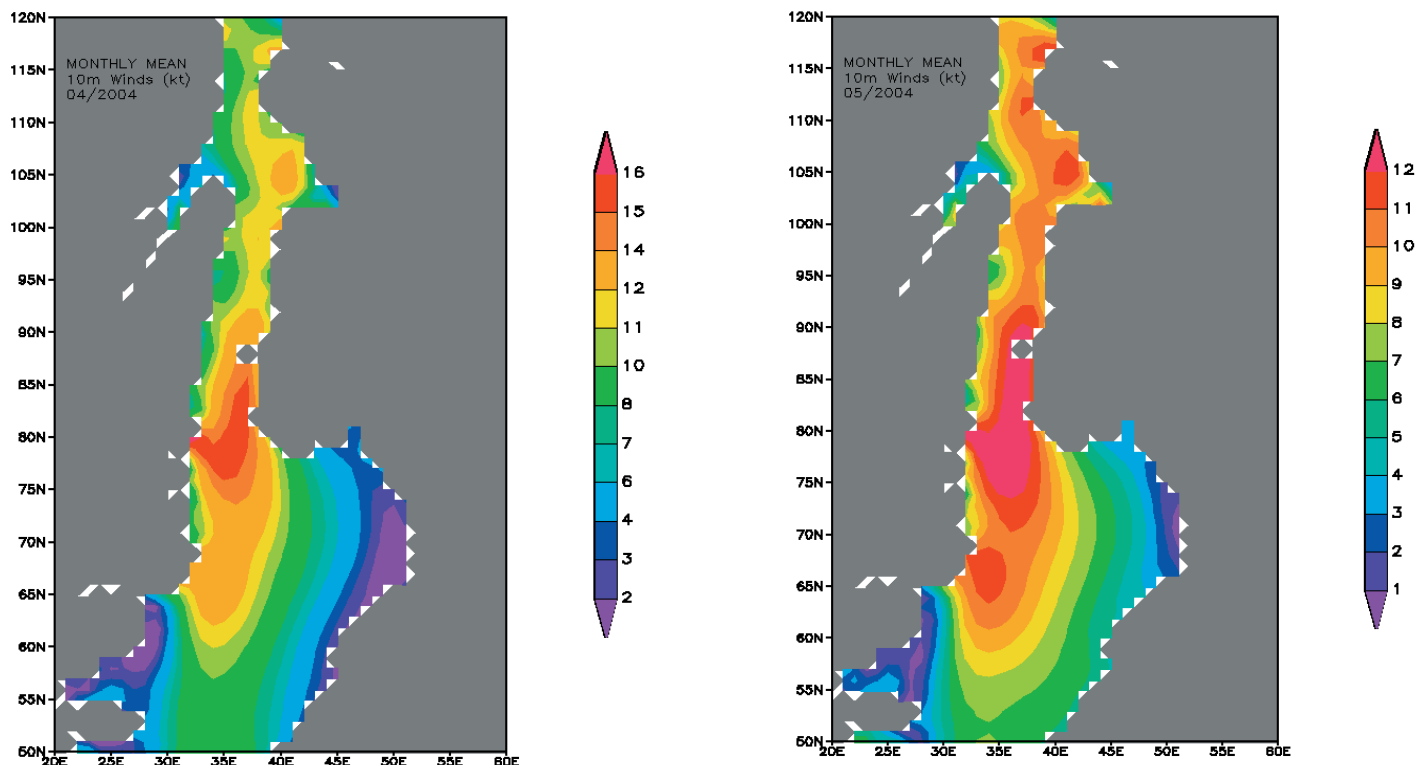 120N
MONTHLY MEAN
10m Winds (kt)
04/2004
115N
110N
105N
100N
95N
90N
85N
80N
75N
70N
65N
60N
55N
50N
20E 25E 30E 35E 40E 45E 50E 55E 60E
16
15
14
12
11
10
8
7
6
4
3
2
120N
MONTHLY MEAN
10m Winds (kt)
05/2004
115N
110N
105N
100N
95N
90N
85N
80N
75N
70N
65N
60N
55N
50N
20E 25E 30E 35E 40E 45E 50E 55E 60E
12
11
10
9
8
7
6
5
4
3
2
1